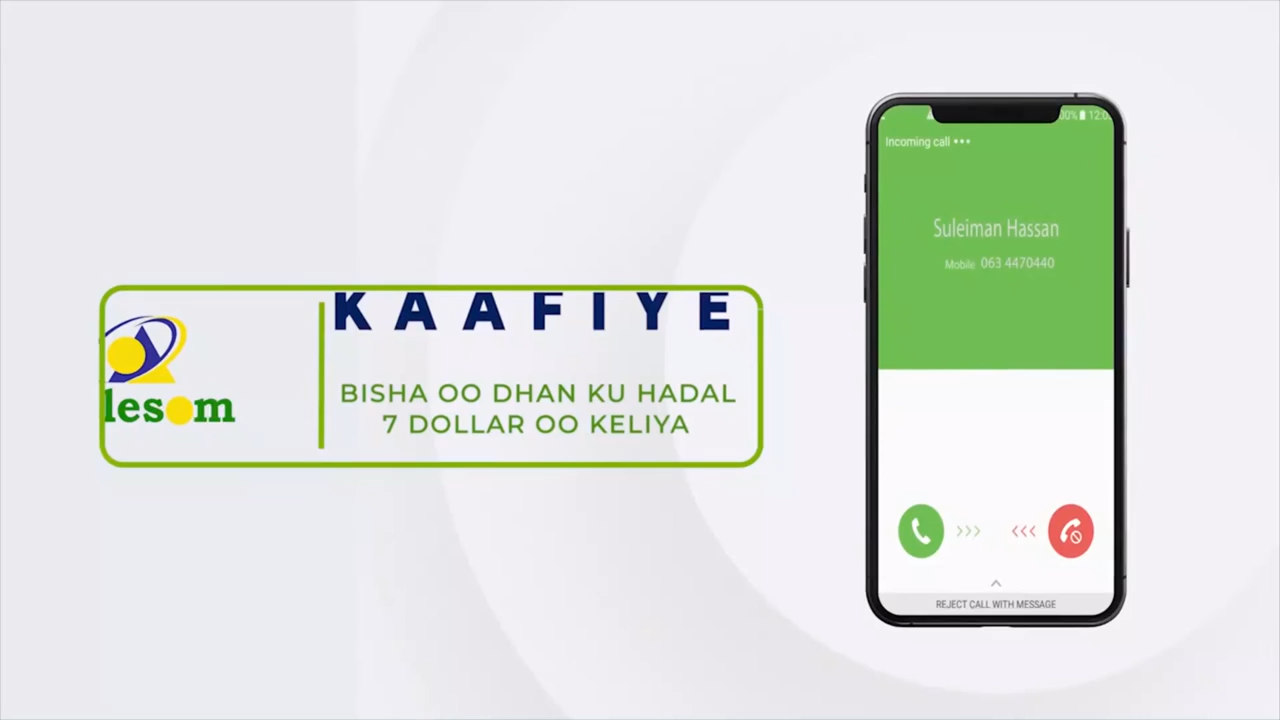 lesom
KAAFIYE
BISHA OO DHAN KU HADAL
7 DOLLAR OO KELIYA
Incoming call •••
Suleiman Hassan
Mobile 063 4470440
REJECT CALL WITH MESSAGE